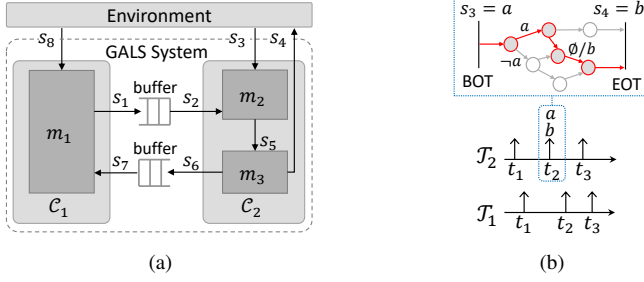 Environment
s₈ s₃ s₄
GALS System
buffer
s₁ s₂
m₁ m₂
s₅
buffer
s₇ s₆
m₃
𝒞₁ 𝒞₂
(a)
s₃ = a s₄ = b
a
∅/b
¬a
BOT EOT
a
b
𝒯₂
t₁ t₂ t₃
𝒯₁
t₁ t₂ t₃
(b)